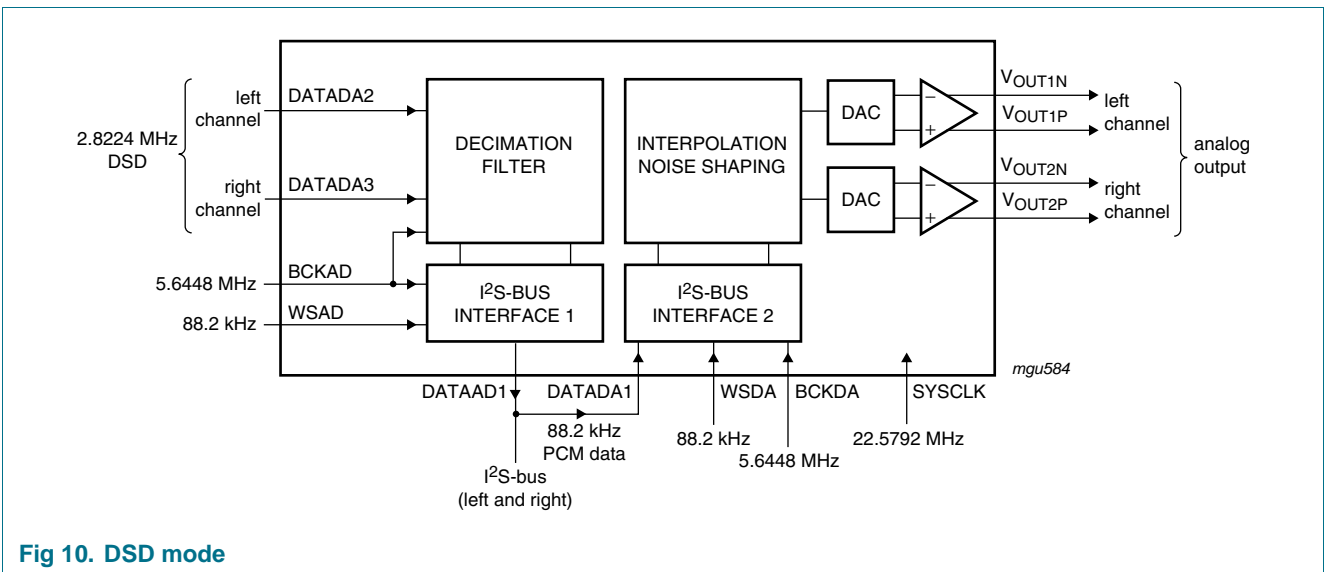 2.8224 MHz
DSD
left
channel
DATADA2
right
channel
DATADA3
5.6448 MHz
BCKAD
88.2 kHz
WSAD
DECIMATION
FILTER
I2S-BUS
INTERFACE 1
INTERPOLATION
NOISE SHAPING
I2S-BUS
INTERFACE 2
DAC
−
+
DAC
−
+
VOUT1N
VOUT1P
left
channel
VOUT2N
VOUT2P
right
channel
analog
output
mgu584
DATAAD1
DATADA1
WSDA
BCKDA
SYSCLK
88.2 kHz
PCM data
88.2 kHz
5.6448 MHz
22.5792 MHz
I2S-bus
(left and right)
Fig 10. DSD mode